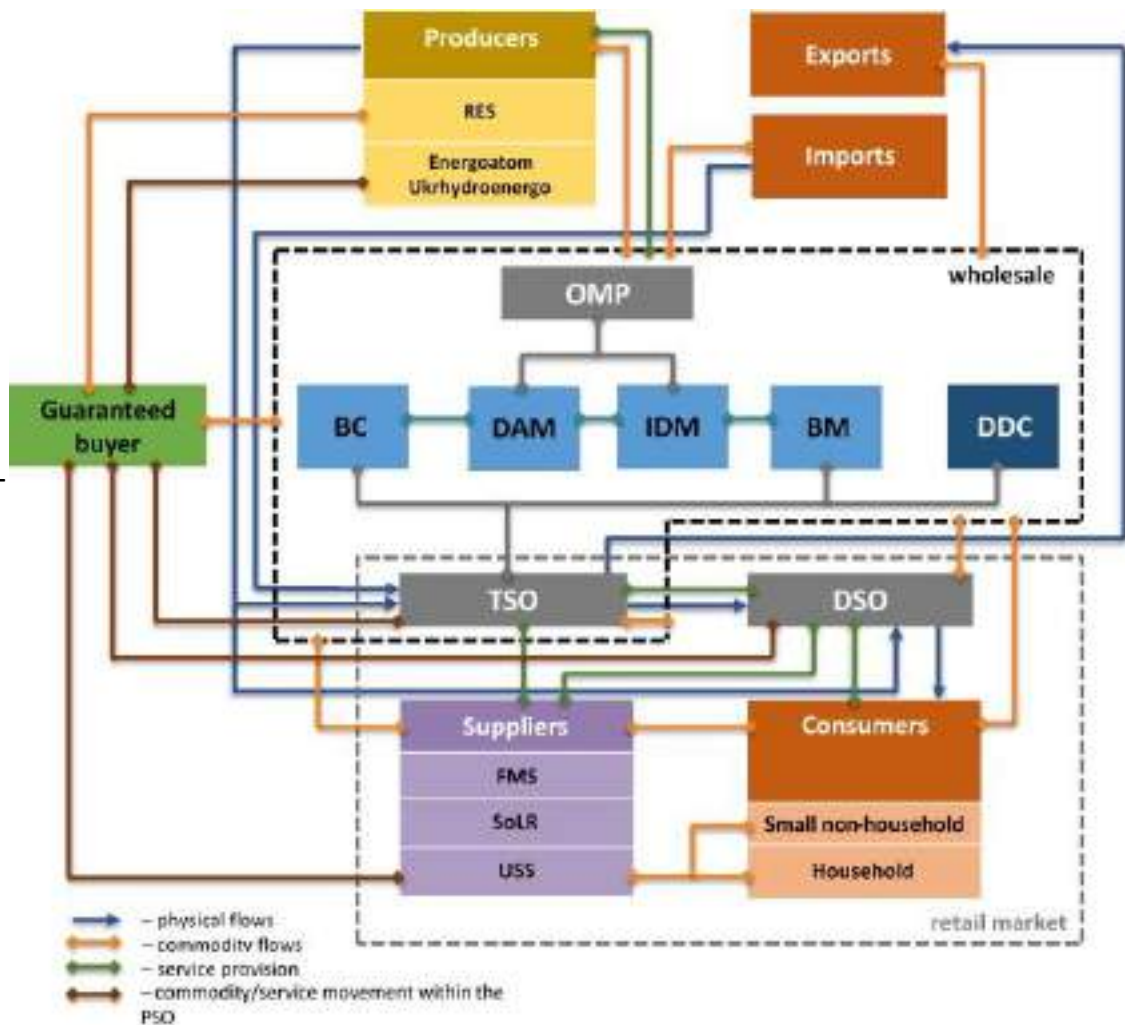 Producers
Exports
RES
Energoatom
Ukrhydroenergo
Imports
wholesale
OMP
Guaranteed
buyer
BC
DAM
IDM
BM
DDC
TSO
DSO
Suppliers
Consumers
FMS
SoLR
Small non-household
USS
Household
retail market
– physical flows
– commodity flows
– service provision
– commodity/service movement within the
PSO